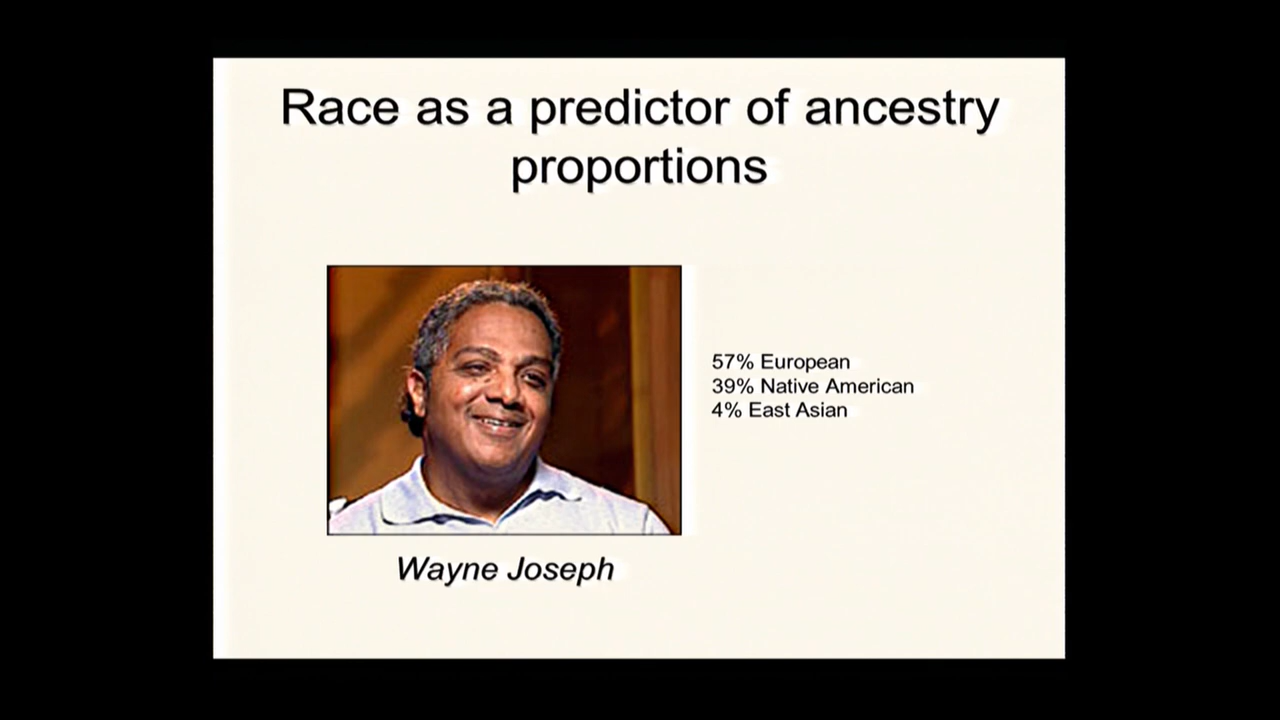 Race as a predictor of ancestry
proportions
57% European
39% Native American
4% East Asian
Wayne Joseph